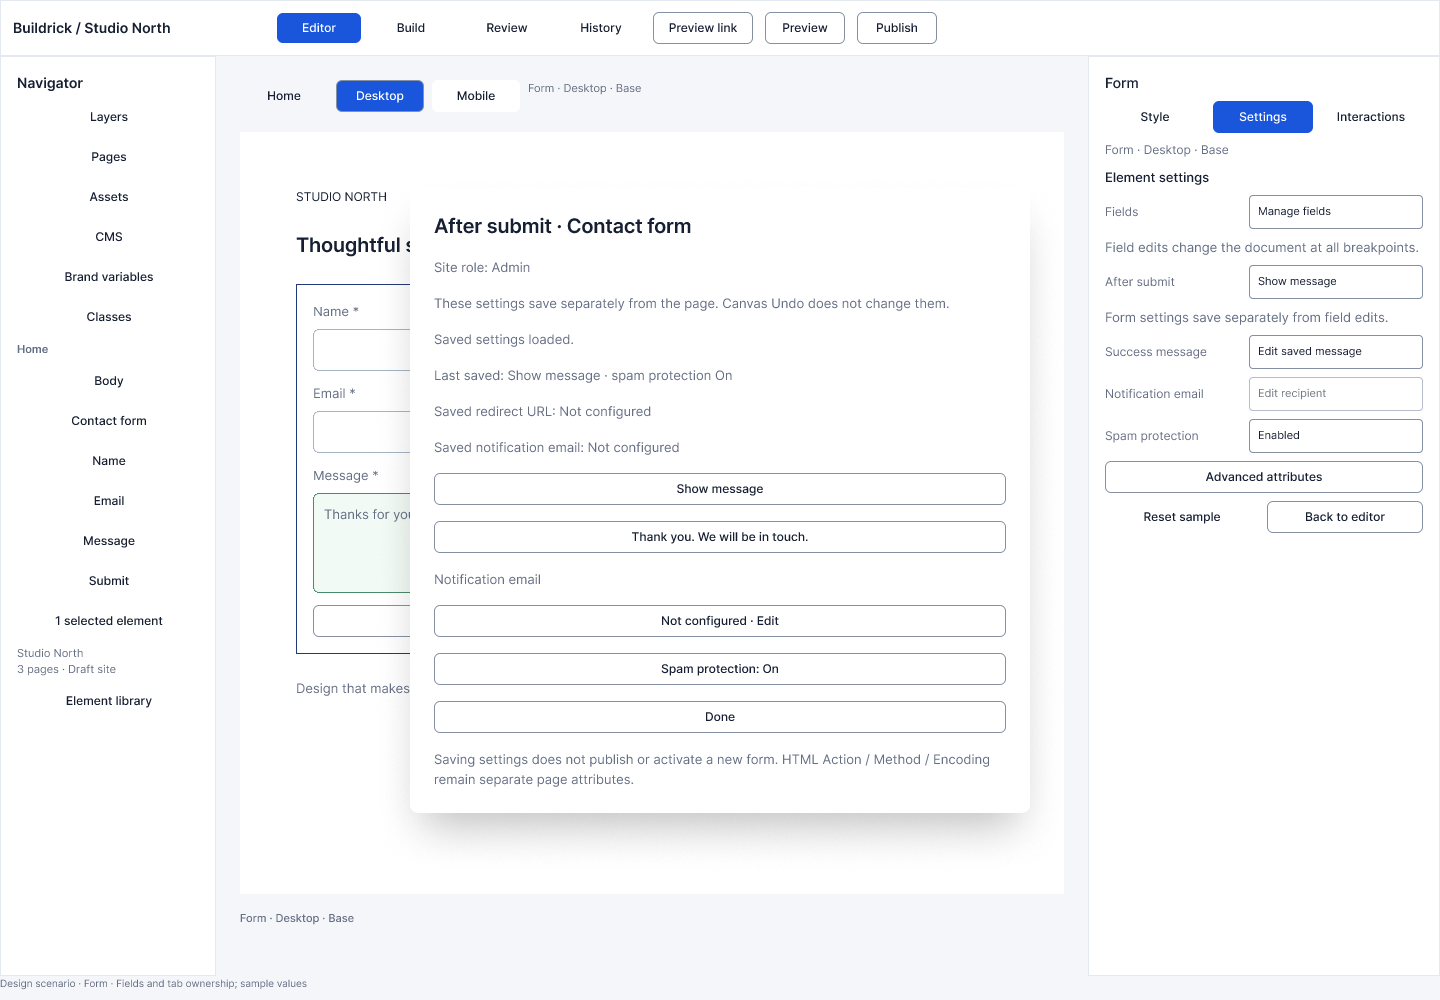 Buildrick / Studio North
Editor
Build
Review
History
Preview link
Preview
Publish
Navigator
Layers
Pages
Assets
CMS
Brand variables
Classes
Home
Body
Contact form
Name
Email
Message
Submit
1 selected element
Studio North
3 pages · Draft site
Element library
Home
Desktop
Mobile
Form · Desktop · Base
STUDIO NORTH
Thoughtful
Name *
Email *
Message *
Thanks for
Design that makes
After submit · Contact form
Site role: Admin
These settings save separately from the page. Canvas Undo does not change them.
Saved settings loaded.
Last saved: Show message · spam protection On
Saved redirect URL: Not configured
Saved notification email: Not configured
Show message
Thank you. We will be in touch.
Notification email
Not configured · Edit
Spam protection: On
Done
Saving settings does not publish or activate a new form. HTML Action / Method / Encoding
remain separate page attributes.
Form · Desktop · Base
Form
Style
Settings
Interactions
Form · Desktop · Base
Element settings
Fields
Manage fields
Field edits change the document at all breakpoints.
After submit
Show message
Form settings save separately from field edits.
Success message
Edit saved message
Notification email
Edit recipient
Spam protection
Enabled
Advanced attributes
Reset sample
Back to editor
Design scenario · Form · Fields and tab ownership; sample values